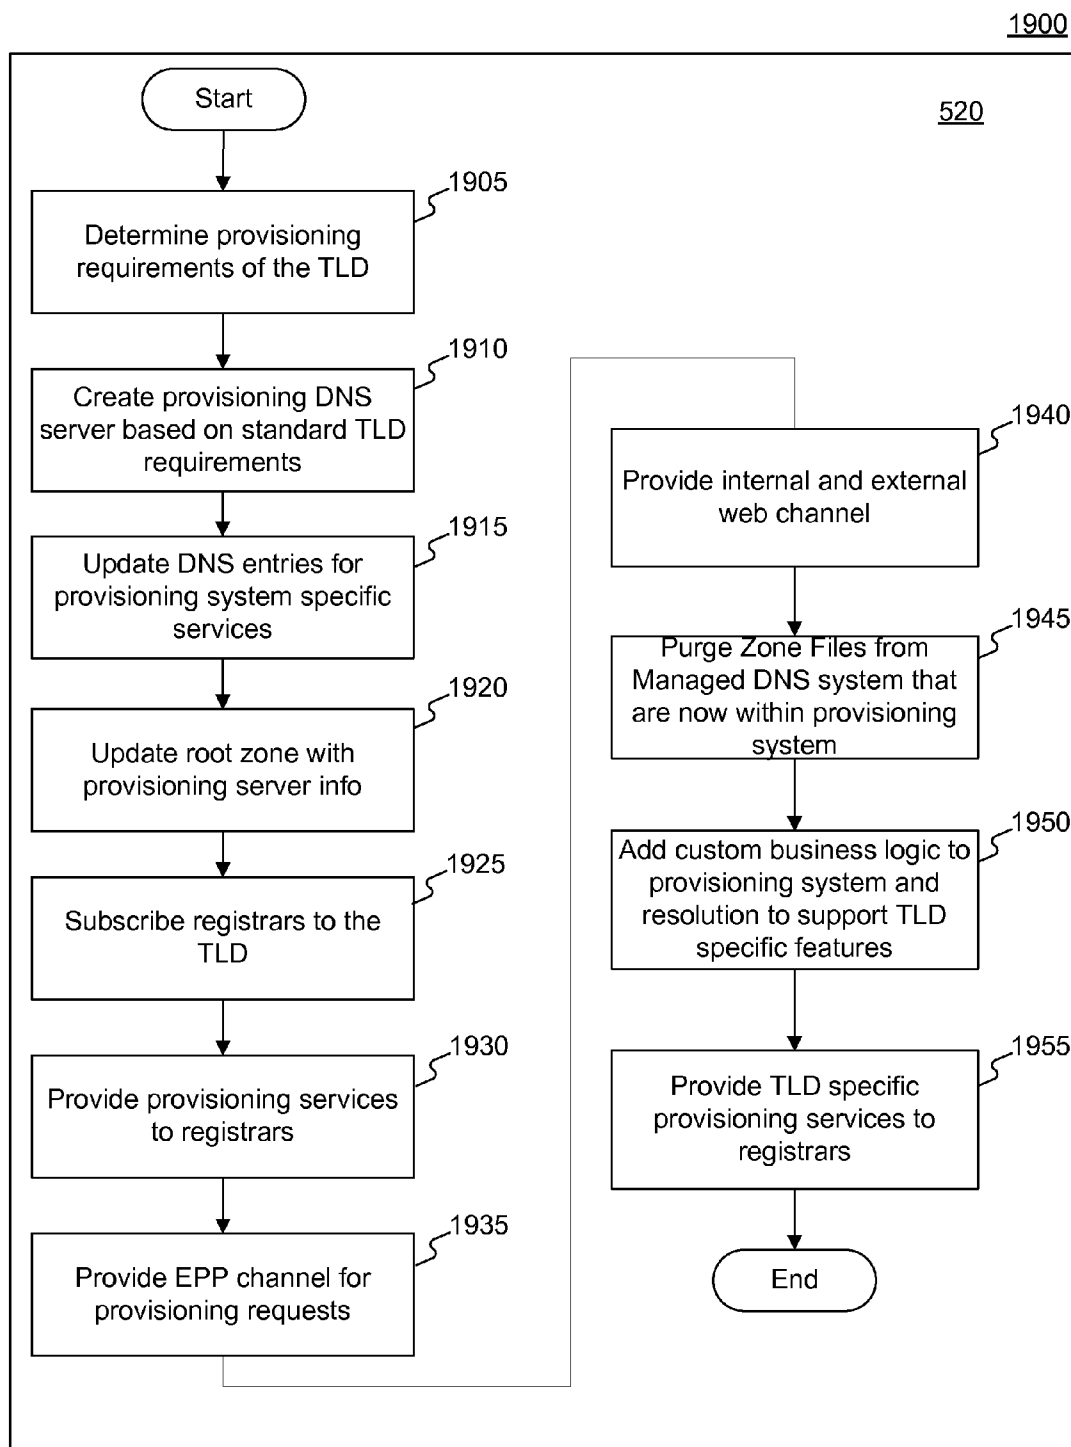 1900
520
Start
1905
Determine provisioning
requirements of the TLD
1910
Create provisioning DNS
server based on standard TLD
requirements
1915
Update DNS entries for
provisioning system specific
services
1920
Update root zone with
provisioning server info
1925
Subscribe registrars to the
TLD
1930
Provide provisioning services
to registrars
1935
Provide EPP channel for
provisioning requests
1940
Provide internal and external
web channel
1945
Purge Zone Files from
Managed DNS system that
are now within provisioning
system
1950
Add custom business logic to
provisioning system and
resolution to support TLD
specific features
1955
Provide TLD specific
provisioning services to
registrars
End